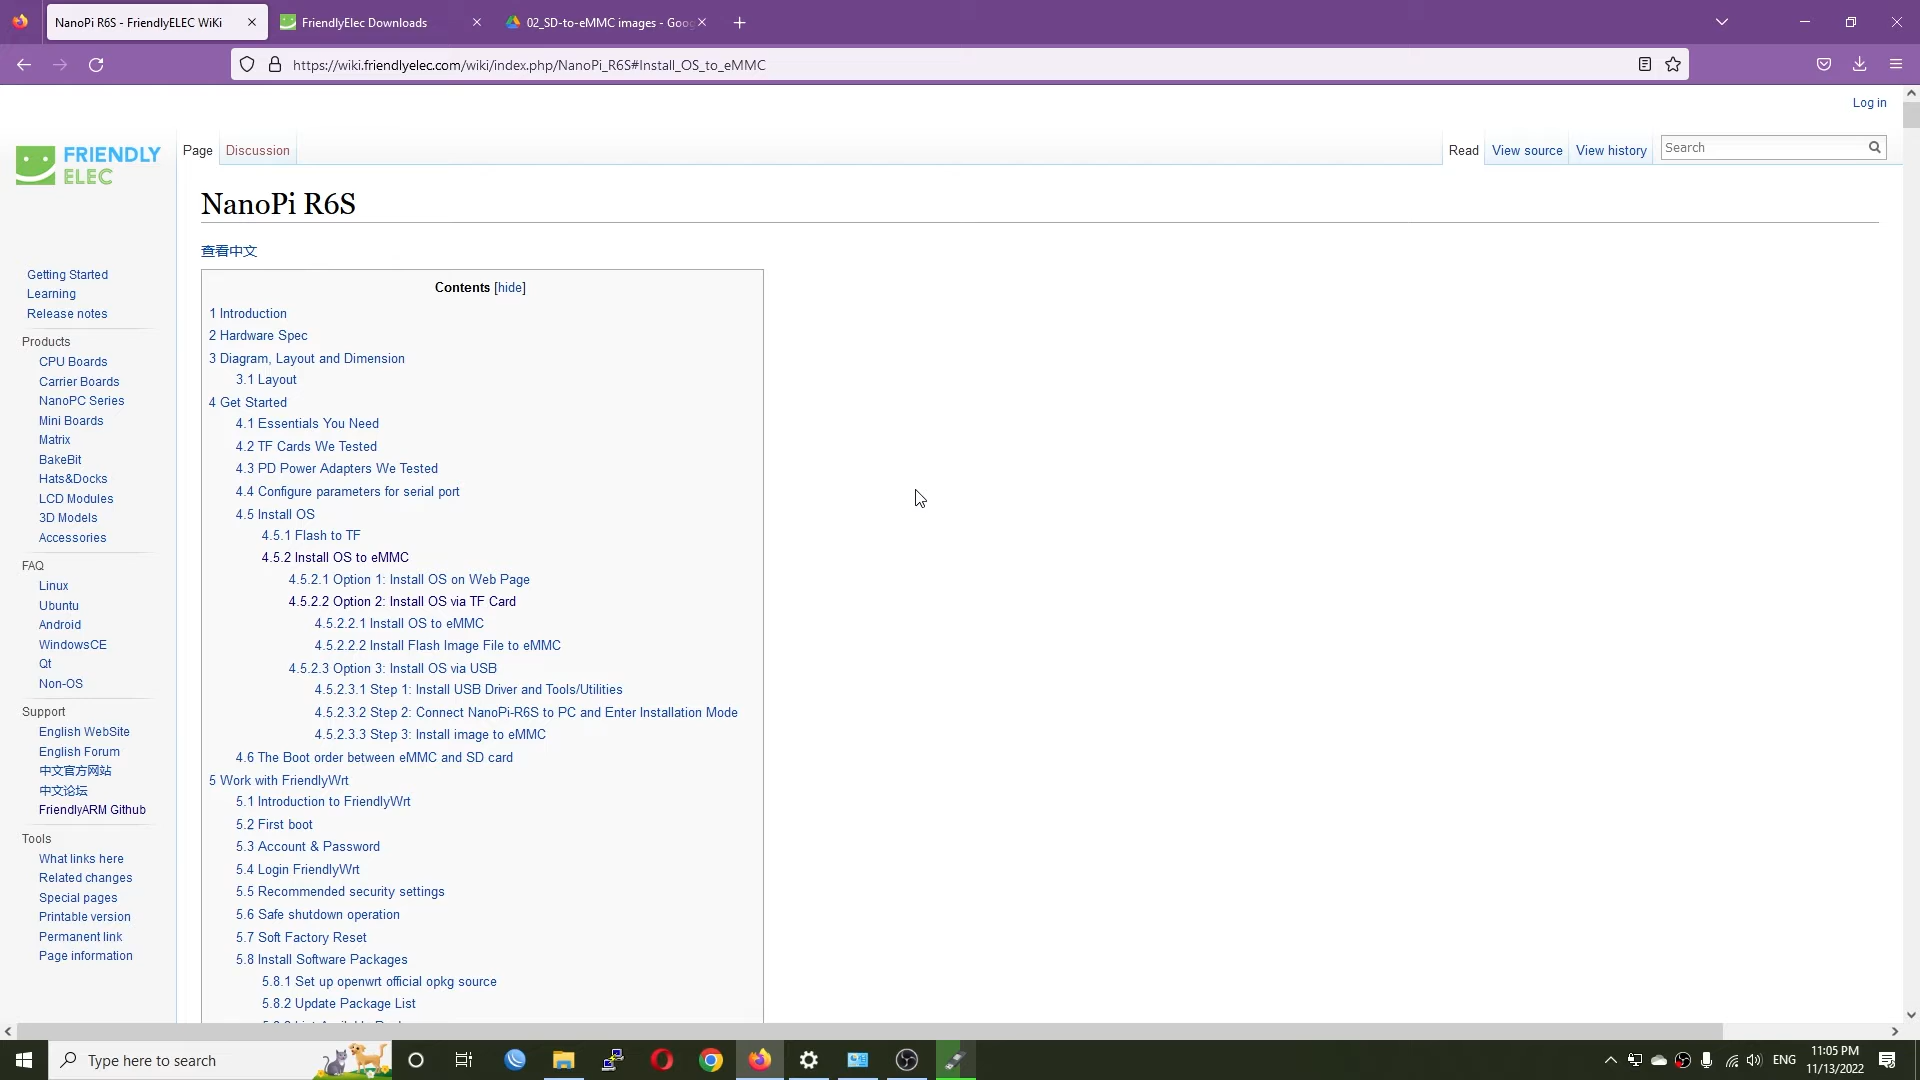 NanoPi R6S - FriendlyELEC WiKi
FriendlyElec Downloads
02_SD-to-eMMC images - Goo
https://wiki.friendlyelec.com/wiki/index.php/NanoPi_R6S#Install_OS_to_eMMC
Log in
FRIENDLY
ELEC
Page
Discussion
Read
View source
View history
Search
NanoPi R6S
查看中文
Getting Started
Learning
Release notes
Products
CPU Boards
Carrier Boards
NanoPC Series
Mini Boards
Matrix
BakeBit
Hats&Docks
LCD Modules
3D Models
Accessories
FAQ
Linux
Ubuntu
Android
WindowsCE
Qt
Non-OS
Support
English WebSite
English Forum
中文官方网站
中文论坛
FriendlyARM Github
Tools
What links here
Related changes
Special pages
Printable version
Permanent link
Page information
Contents [hide]
1 Introduction
2 Hardware Spec
3 Diagram, Layout and Dimension
3.1 Layout
4 Get Started
4.1 Essentials You Need
4.2 TF Cards We Tested
4.3 PD Power Adapters We Tested
4.4 Configure parameters for serial port
4.5 Install OS
4.5.1 Flash to TF
4.5.2 Install OS to eMMC
4.5.2.1 Option 1: Install OS on Web Page
4.5.2.2 Option 2: Install OS via TF Card
4.5.2.2.1 Install OS to eMMC
4.5.2.2.2 Install Flash Image File to eMMC
4.5.2.3 Option 3: Install OS via USB
4.5.2.3.1 Step 1: Install USB Driver and Tools/Utilities
4.5.2.3.2 Step 2: Connect NanoPi-R6S to PC and Enter Installation Mode
4.5.2.3.3 Step 3: Install image to eMMC
4.6 The Boot order between eMMC and SD card
5 Work with FriendlyWrt
5.1 Introduction to FriendlyWrt
5.2 First boot
5.3 Account & Password
5.4 Login FriendlyWrt
5.5 Recommended security settings
5.6 Safe shutdown operation
5.7 Soft Factory Reset
5.8 Install Software Packages
5.8.1 Set up openwrt official opkg source
5.8.2 Update Package List
Type here to search
ENG
11:05 PM
11/13/2022